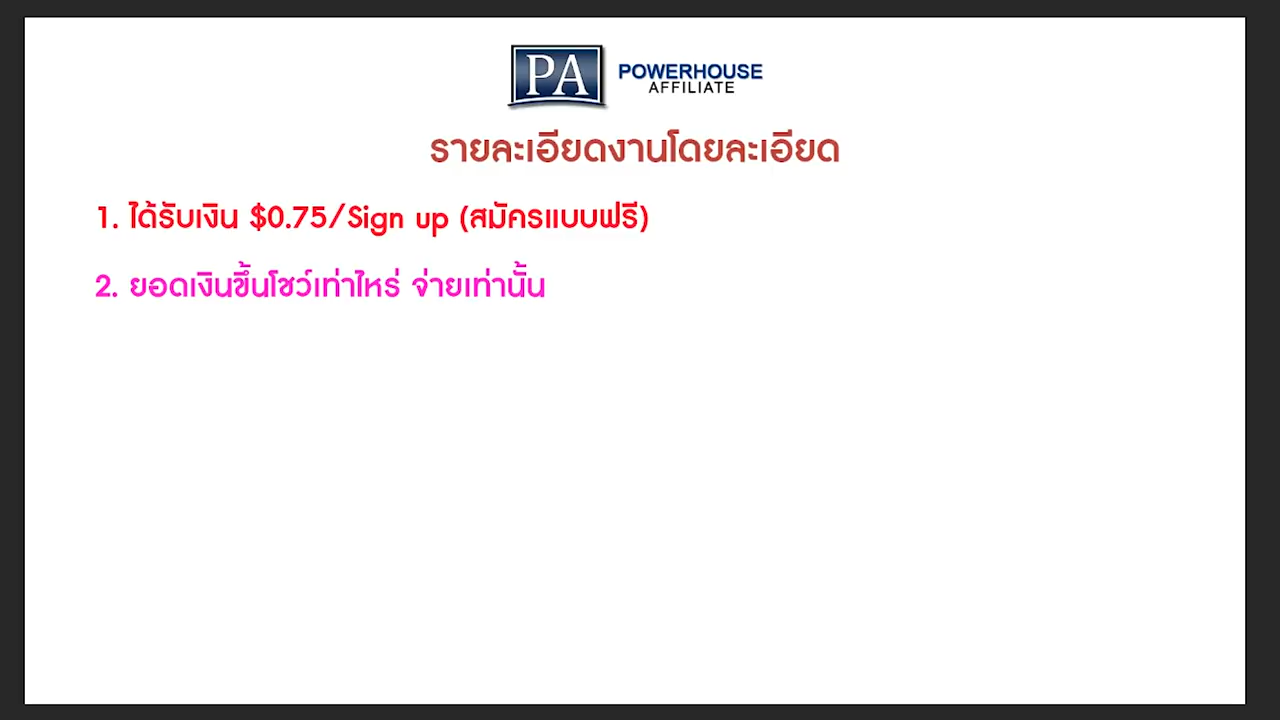 PA
POWERHOUSE
AFFILIATE
รายละเอียดงานโดยละเอียด
1. ได้รับเงิน $0.75/Sign up (สมัครแบบฟรี)
2. ยอดเงินขึ้นโชว์เท่าไหร่ จ่ายเท่านั้น